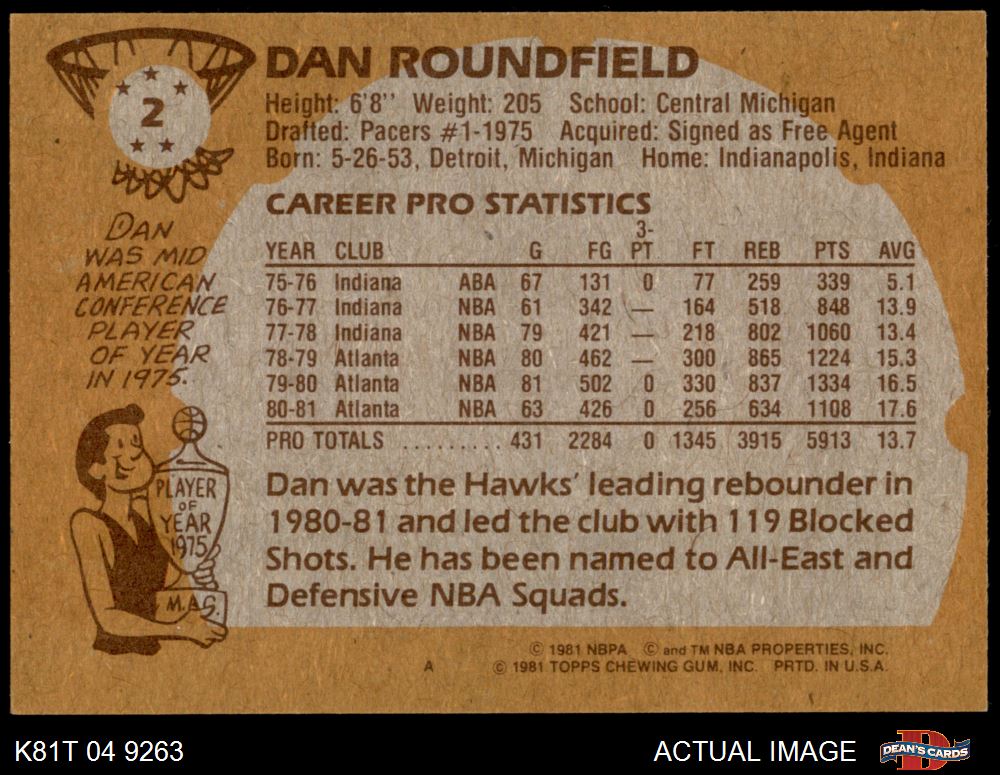 2
DAN ROUNDFIELD
Height: 6'8'' Weight: 205 School: Central Michigan
Drafted: Pacers #1-1975 Acquired: Signed as Free Agent
Born: 5-26-53, Detroit, Michigan Home: Indianapolis, Indiana
CAREER PRO STATISTICS
YEAR CLUB G FG 3-PT FT REB PTS AVG
75-76 Indiana ABA 67 131 0 77 259 339 5.1
76-77 Indiana NBA 61 342 — 164 518 848 13.9
77-78 Indiana NBA 79 421 — 218 802 1060 13.4
78-79 Atlanta NBA 80 462 — 300 865 1224 15.3
79-80 Atlanta NBA 81 502 0 330 837 1334 16.5
80-81 Atlanta NBA 63 426 0 256 634 1108 17.6
PRO TOTALS .......... 431 2284 0 1345 3915 5913 13.7
DAN
WAS MID
AMERICAN
CONFERENCE
PLAYER
OF YEAR
IN 1975.
PLAYER
OF
YEAR
1975
M.A.C.
Dan was the Hawks' leading rebounder in
1980-81 and led the club with 119 Blocked
Shots. He has been named to All-East and
Defensive NBA Squads.
© 1981 NBPA © and TM NBA PROPERTIES, INC.
A © 1981 TOPPS CHEWING GUM, INC. PRTD. IN U.S.A.
K81T 04 9263
ACTUAL IMAGE
DEAN'S CARDS